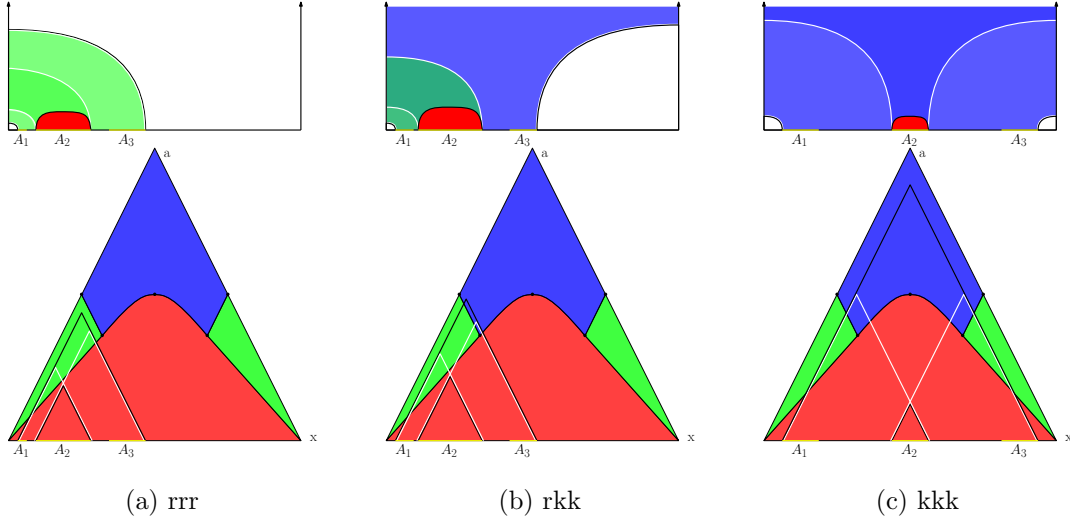 A₁ A₂ A₃ A₁ A₂ A₃ A₁ A₂ A₃
a a a
x x x
A₁ A₂ A₃ A₁ A₂ A₃ A₁ A₂ A₃
(a) rrr (b) rkk (c) kkk